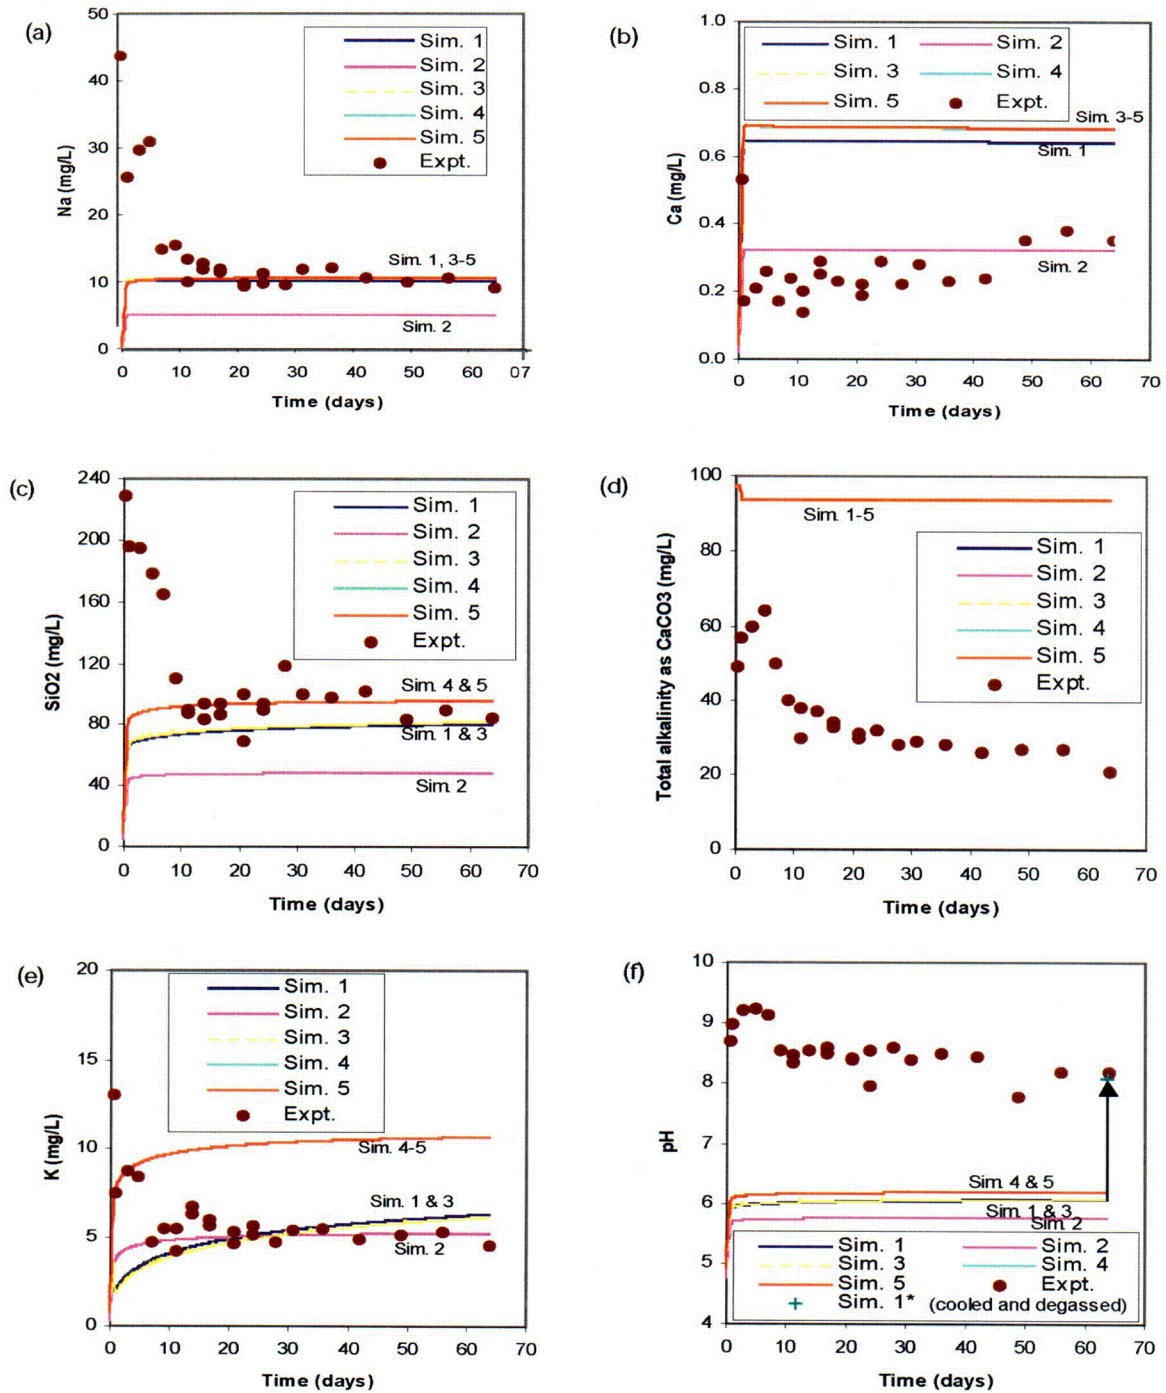 (a)
50
40
30
20
10
0
Na (mg/L)
Sim. 1
Sim. 2
Sim. 3
Sim. 4
Sim. 5
Expt.
Sim. 1, 3-5
Sim. 2
0 10 20 30 40 50 60 07
Time (days)
(b)
1.0
0.8
0.6
0.4
0.2
0.0
Ca (mg/L)
Sim. 1 Sim. 2
Sim. 3 Sim. 4
Sim. 5 Expt.
Sim. 3-5
Sim. 1
Sim. 2
0 10 20 30 40 50 60 70
Time (days)
(c)
240
200
160
120
80
40
0
SiO2 (mg/L)
Sim. 1
Sim. 2
Sim. 3
Sim. 4
Sim. 5
Expt.
Sim. 4 & 5
Sim. 1 & 3
Sim. 2
0 10 20 30 40 50 60 70
Time (days)
(d)
100
80
60
40
20
0
Total alkalinity as CaCO3 (mg/L)
Sim. 1-5
Sim. 1
Sim. 2
Sim. 3
Sim. 4
Sim. 5
Expt.
0 10 20 30 40 50 60 70
Time (days)
(e)
20
15
10
5
0
K (mg/L)
Sim. 1
Sim. 2
Sim. 3
Sim. 4
Sim. 5
Expt.
Sim. 4-5
Sim. 1 & 3
Sim. 2
0 10 20 30 40 50 60 70
Time (days)
(f)
10
9
8
7
6
5
4
pH
Sim. 4 & 5
Sim. 1 & 3
Sim. 2
Sim. 1 Sim. 2
Sim. 3 Sim. 4
Sim. 5 Expt.
Sim. 1* (cooled and degassed)
0 10 20 30 40 50 60 70
Time (days)